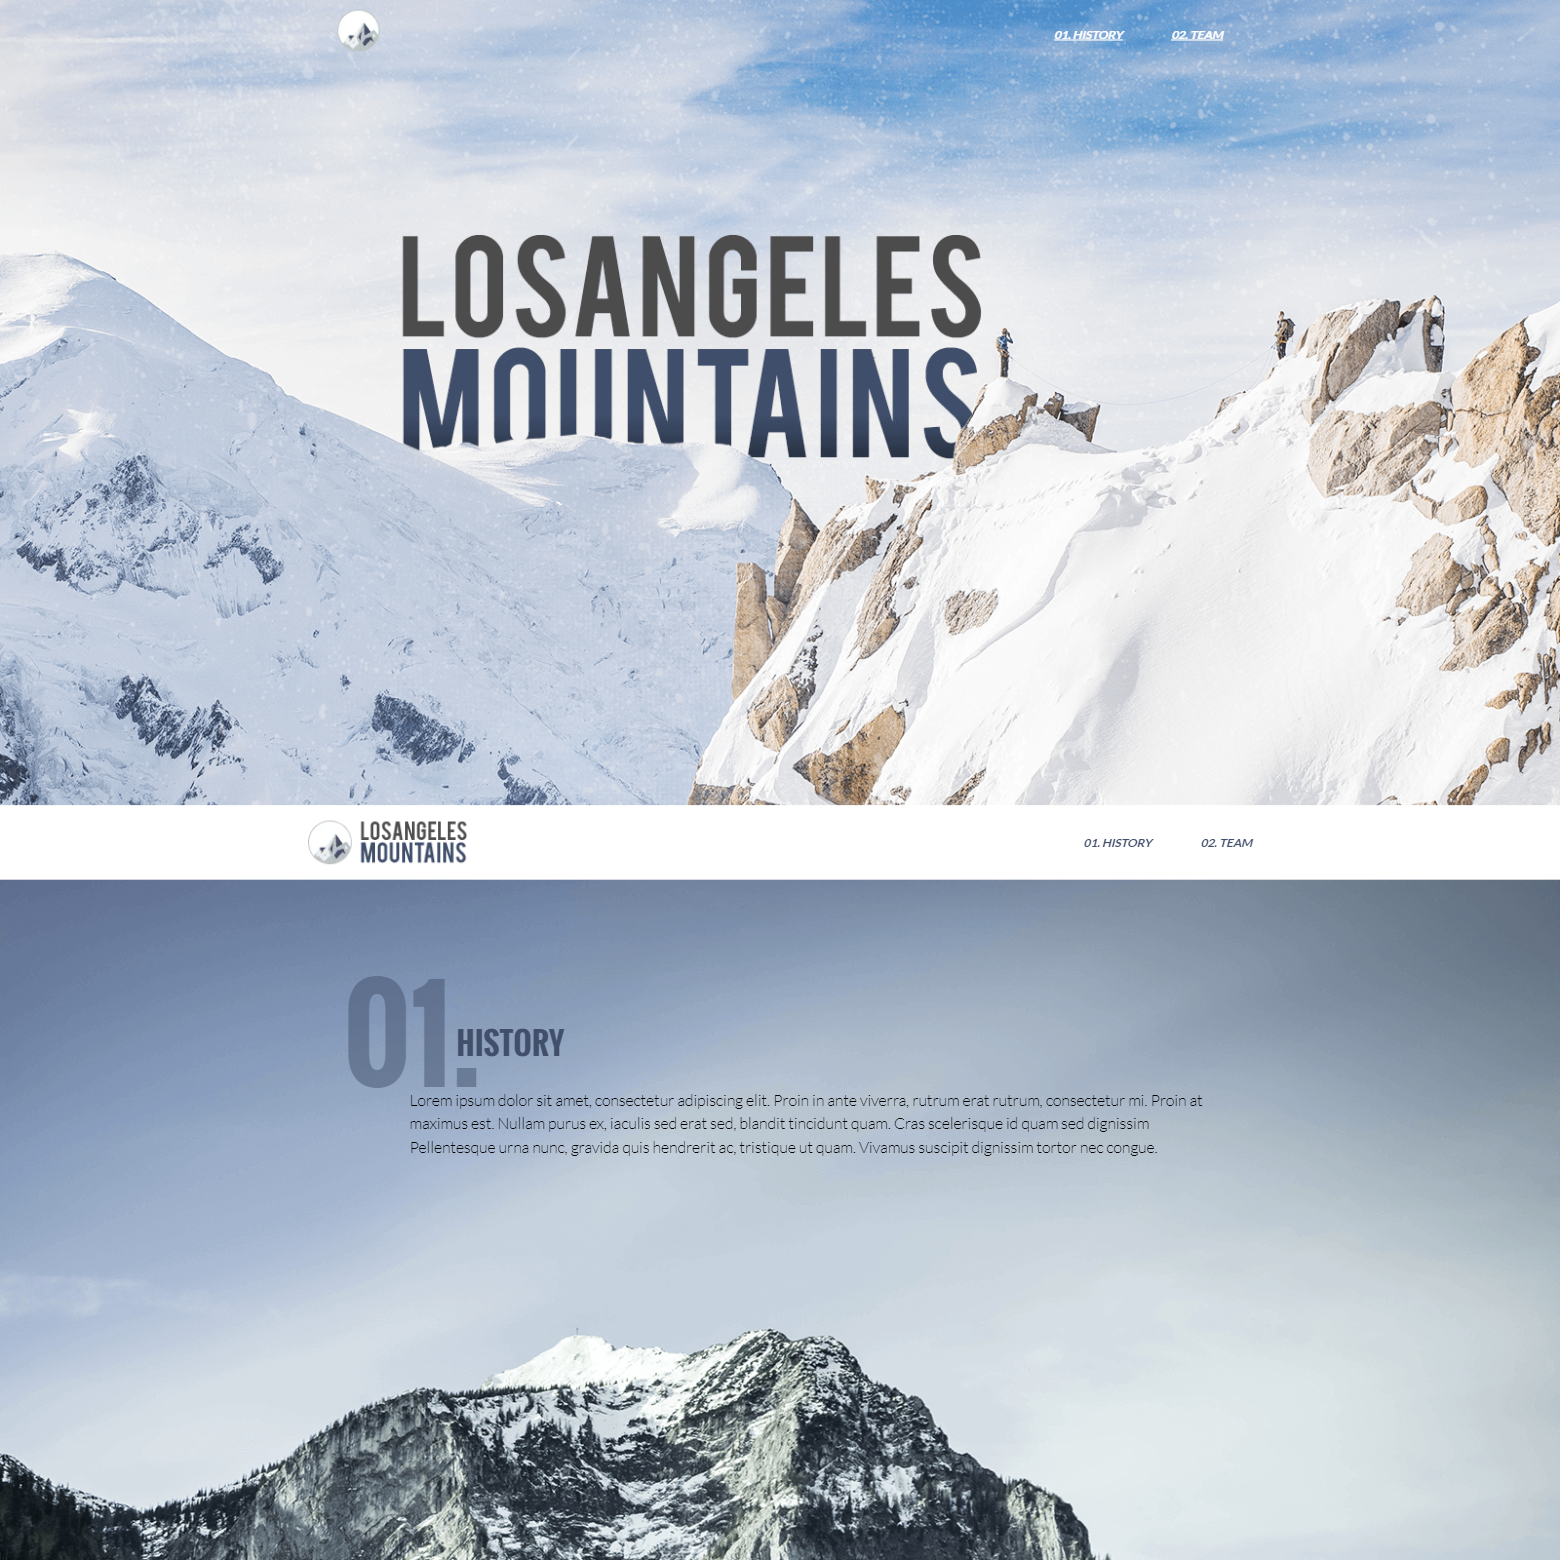 01. HISTORY
02. TEAM
LOSANGELES
MOUNTAINS
LOSANGELES
MOUNTAINS
01. HISTORY
02. TEAM
01.
HISTORY
Lorem ipsum dolor sit amet, consectetur adipiscing elit. Proin in ante viverra, rutrum erat rutrum, consectetur mi. Proin at
maximus est. Nullam purus ex, iaculis sed erat sed, blandit tincidunt quam. Cras scelerisque id quam sed dignissim
Pellentesque urna nunc, gravida quis hendrerit ac, tristique ut quam. Vivamus suscipit dignissim tortor nec congue.